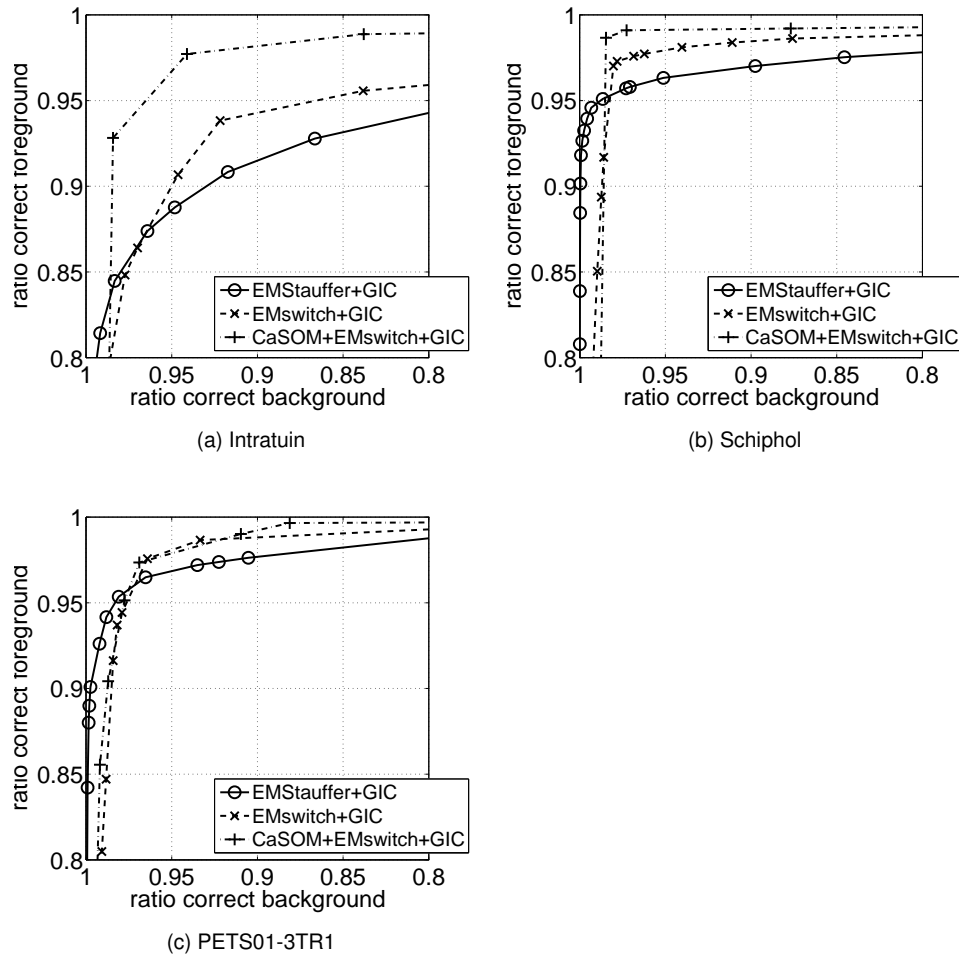 1
0.95
0.9
0.85
0.8
1 0.95 0.9 0.85 0.8
ratio correct foreground
ratio correct background
EMStauffer+GIC
EMswitch+GIC
CaSOM+EMswitch+GIC
(a) Intratuin
1
0.95
0.9
0.85
0.8
1 0.95 0.9 0.85 0.8
ratio correct foreground
ratio correct background
EMStauffer+GIC
EMswitch+GIC
CaSOM+EMswitch+GIC
(b) Schiphol
1
0.95
0.9
0.85
0.8
1 0.95 0.9 0.85 0.8
ratio correct foreground
ratio correct background
EMStauffer+GIC
EMswitch+GIC
CaSOM+EMswitch+GIC
(c) PETS01-3TR1